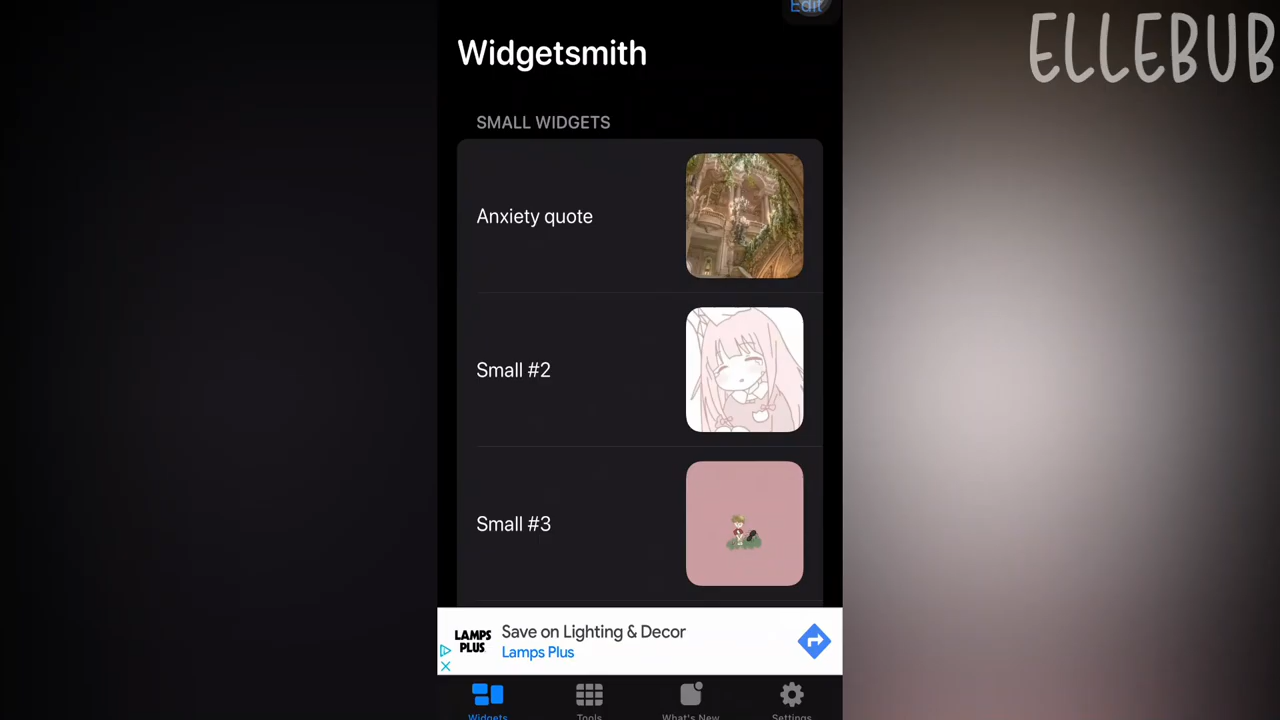 Edit
ELLEBUB
Widgetsmith
SMALL WIDGETS
Anxiety quote
Small #2
Small #3
LAMPS PLUS
Save on Lighting & Decor
Lamps Plus
Widgets
Tools
What's New
Settings